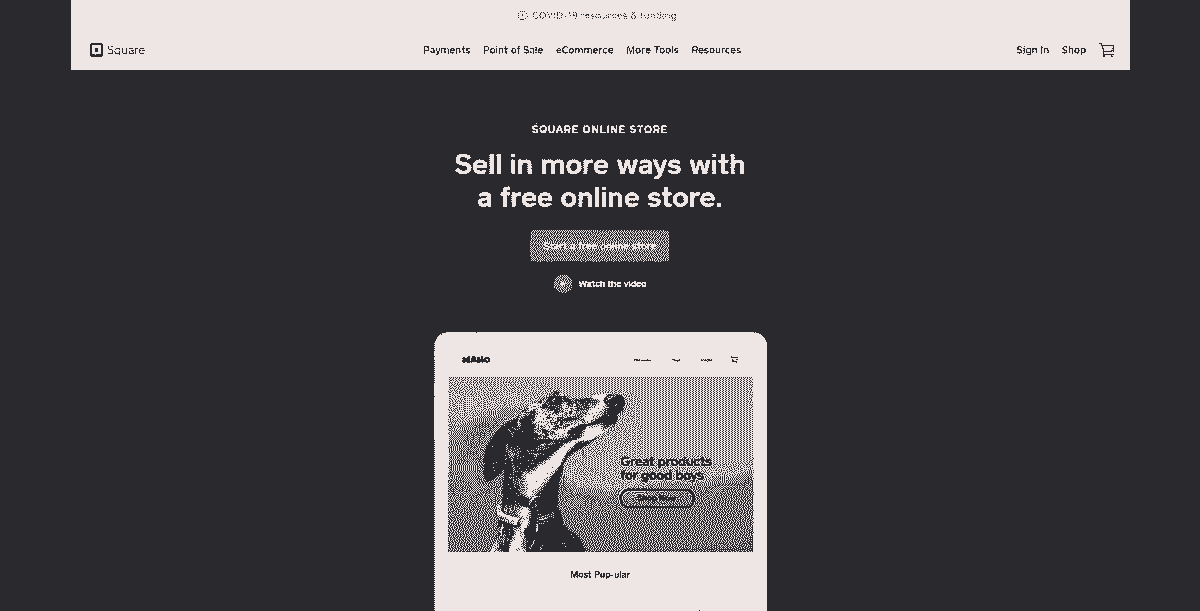 COVID-19 resources & funding
Square
Payments Point of Sale eCommerce More Tools Resources
Sign In Shop
SQUARE ONLINE STORE
Sell in more ways with
a free online store.
Start a free online store
Watch the video
Great products
for good boys
Most Pup-ular